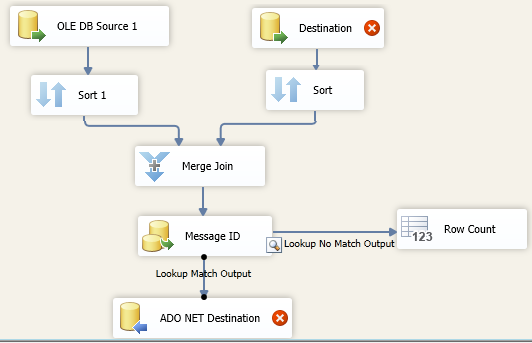 OLE DB Source 1
Destination
Sort 1
Sort
Merge Join
Message ID
Lookup No Match Output
123
Row Count
Lookup Match Output
ADO NET Destination